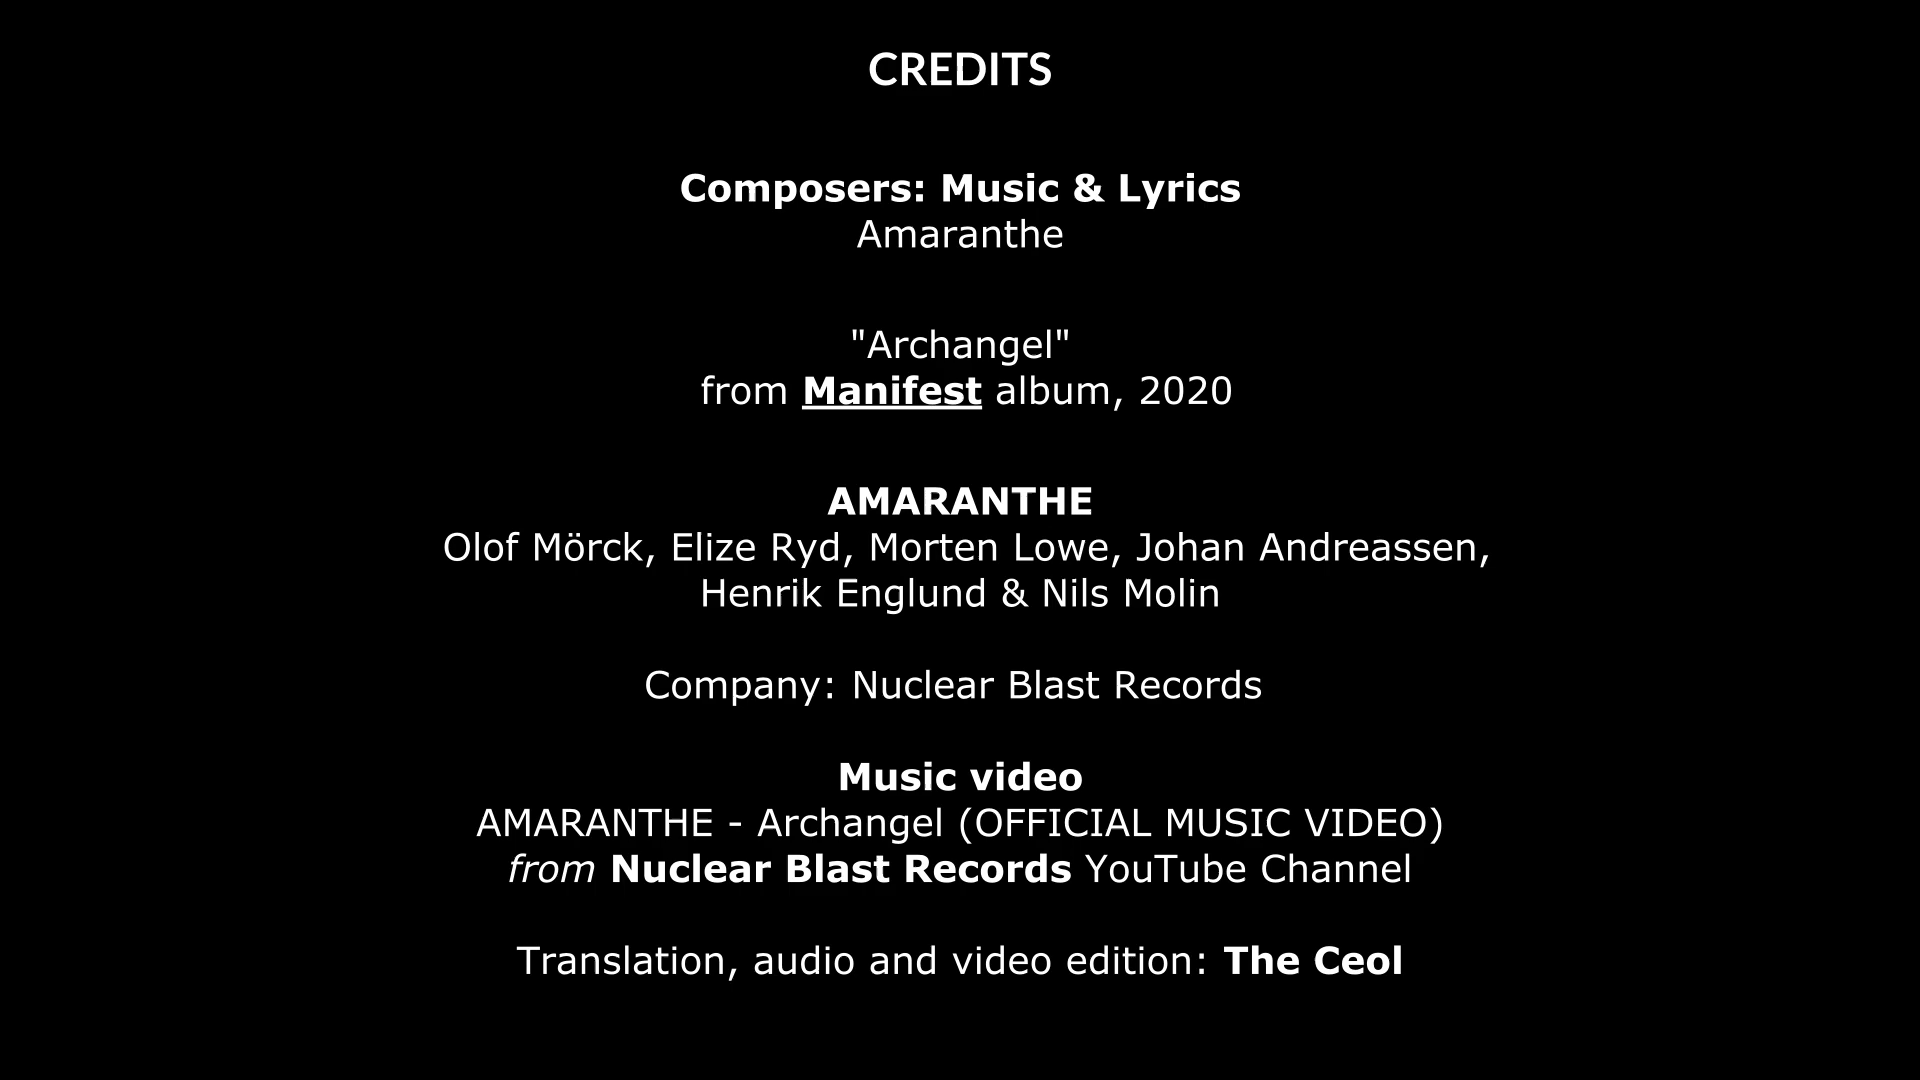 CREDITS
Composers: Music & Lyrics
Amaranthe
"Archangel"
from Manifest album, 2020
AMARANTHE
Olof Mörck, Elize Ryd, Morten Lowe, Johan Andreassen,
Henrik Englund & Nils Molin
Company: Nuclear Blast Records
Music video
AMARANTHE - Archangel (OFFICIAL MUSIC VIDEO)
from Nuclear Blast Records YouTube Channel
Translation, audio and video edition: The Ceol